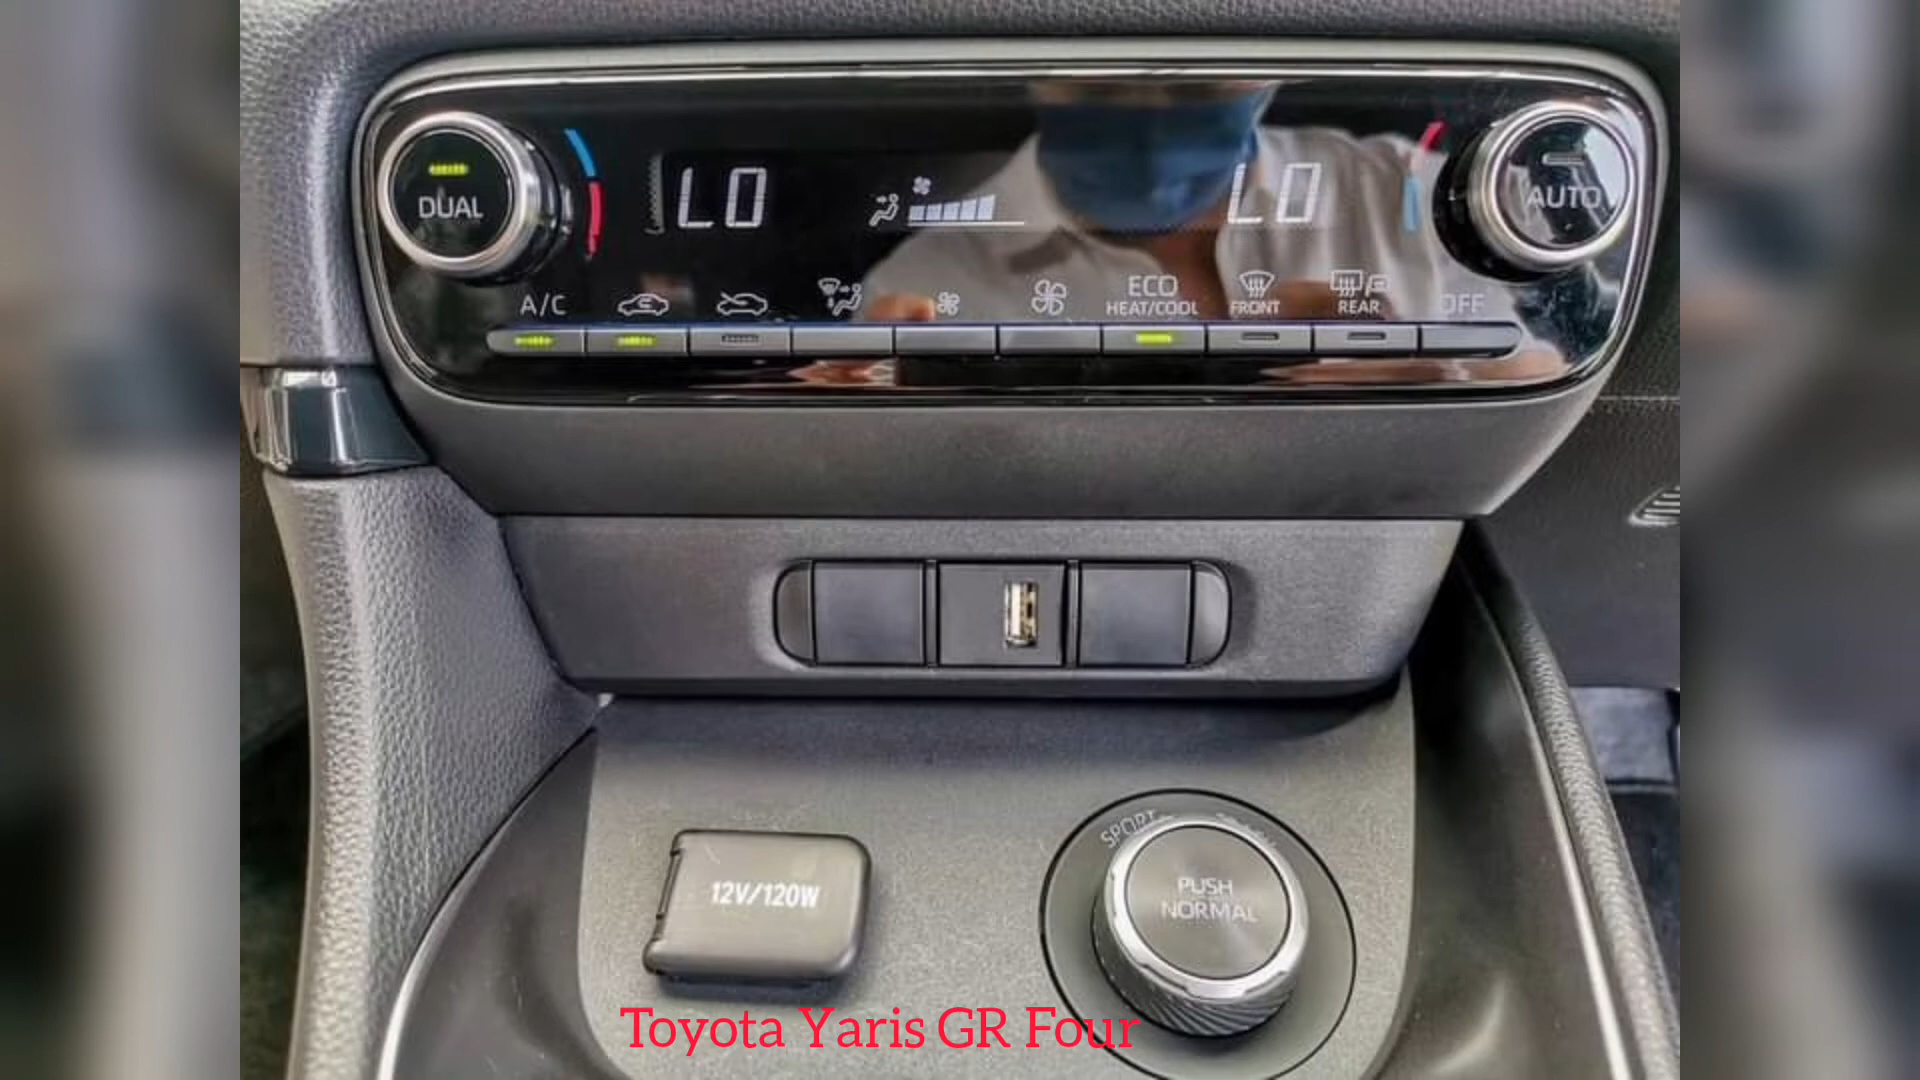 DUAL
LO
LO
AUTO
A/C
ECO
HEAT/COOL
FRONT
REAR
OFF
12V/120W
SPORT
PUSH
NORMAL
Toyota Yaris GR Four